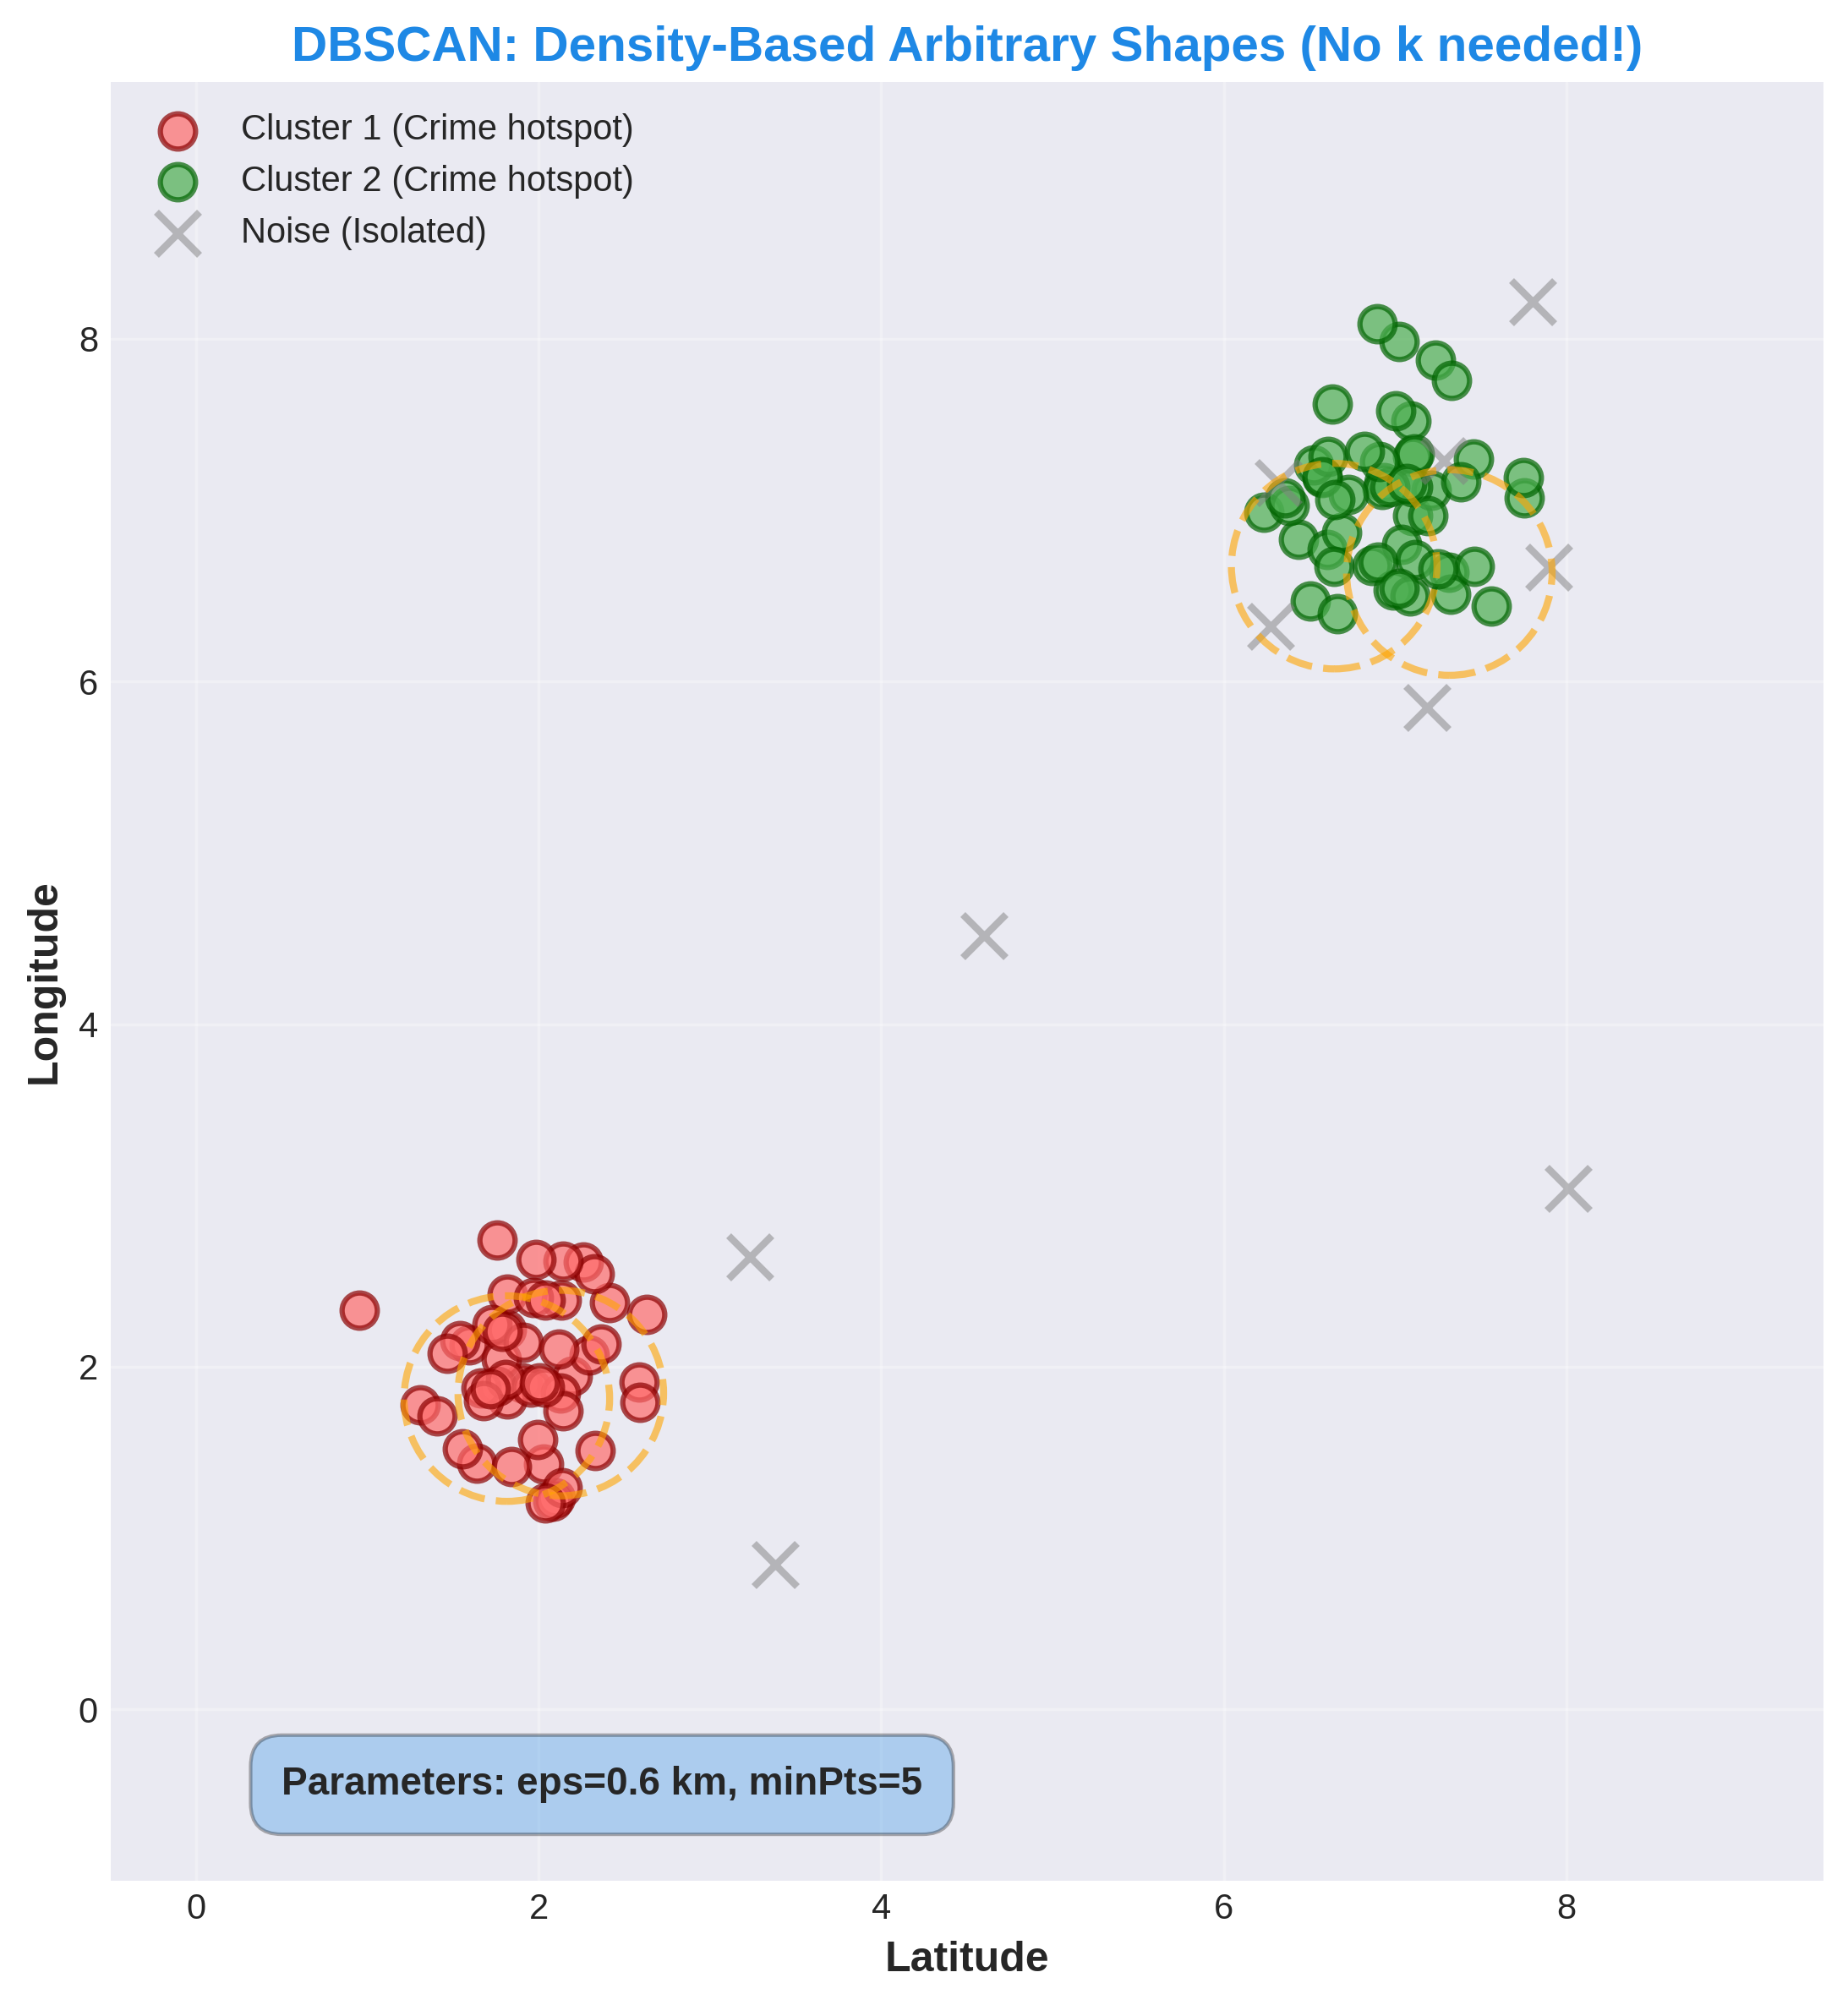 DBSCAN: Density-Based Arbitrary Shapes (No k needed!)
Cluster 1 (Crime hotspot)
Cluster 2 (Crime hotspot)
Noise (Isolated)
8
6
4
2
0
Longitude
Parameters: eps=0.6 km, minPts=5
0 2 4 6 8
Latitude